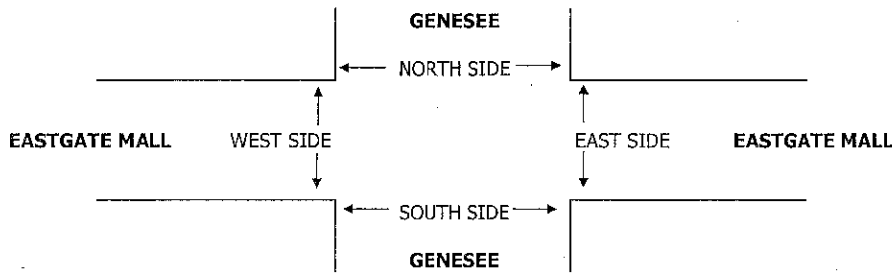 GENESEE
NORTH SIDE
EASTGATE MALL WEST SIDE EAST SIDE EASTGATE MALL
SOUTH SIDE
GENESEE